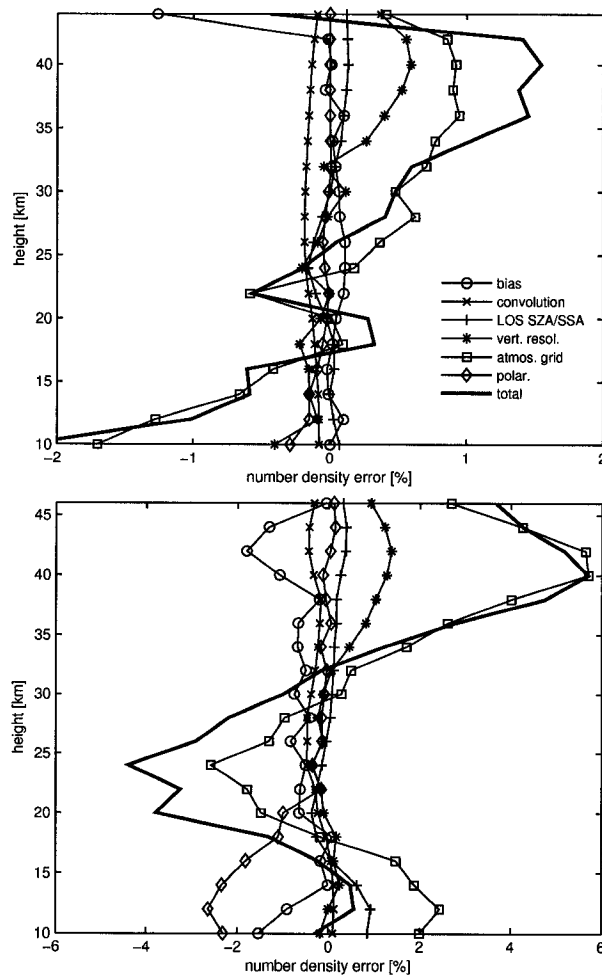 40
35
30
25
20
15
10
height [km]
bias
convolution
LOS SZA/SSA
vert. resol.
atmos. grid
polar.
total
-2
-1
0
1
2
number density error [%]
45
40
35
30
25
20
15
10
height [km]
-6
-4
-2
0
2
4
6
number density error [%]